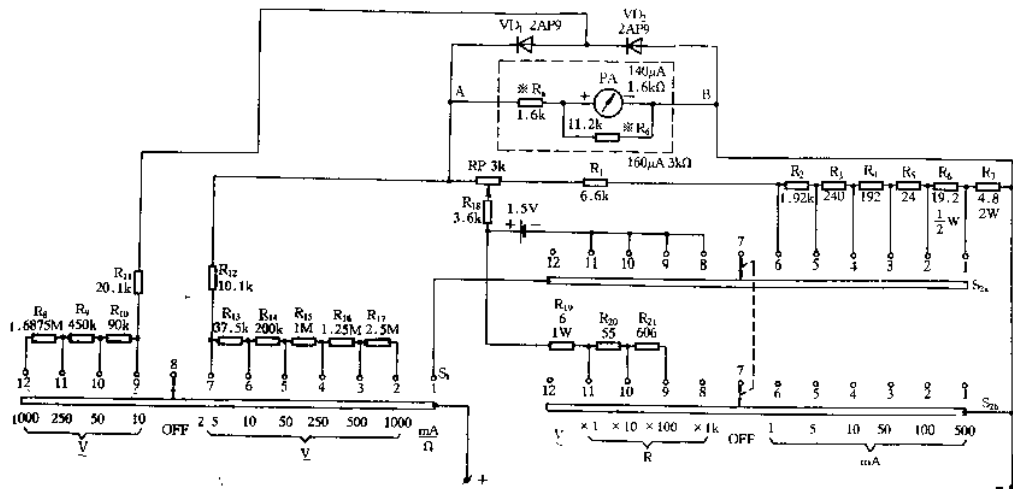 VD₁ 2AP9
VD₂
2AP9
140μA
1.6kΩ
PA
+ −
A
※ Rₐ
1.6k
B
11.2k
※ R₆
160μA 3kΩ
RP 3k
R₁
6.6k
R₁₈
3.6k
1.5V
+ −
R₂ R₃ R₄ R₅ R₆ R₇
1.92k 240 192 24 19.2 4.8
½W 2W
12 11 10 9 8 7 6 5 4 3 2 1
S₂ₐ
R₁₁
20.1k
R₁₂
10.1k
R₈ R₉ R₁₀
1.6875M 450k 90k
R₁₃ R₁₄ R₁₅ R₁₆ R₁₇
37.5k 200k 1M 1.25M 2.5M
R₁₉
6
1W
R₂₀
55
R₂₁
606
12 11 10 9 8 7 6 5 4 3 2 1
S₁
12 11 10 9 8 7 6 5 4 3 2 1
S₂b
1000 250 50 10 OFF 2.5 10 50 250 500 1000 mA
Ω
V V
V ×1 ×10 ×100 ×1k OFF 1 5 10 50 100 500
R mA
+ −